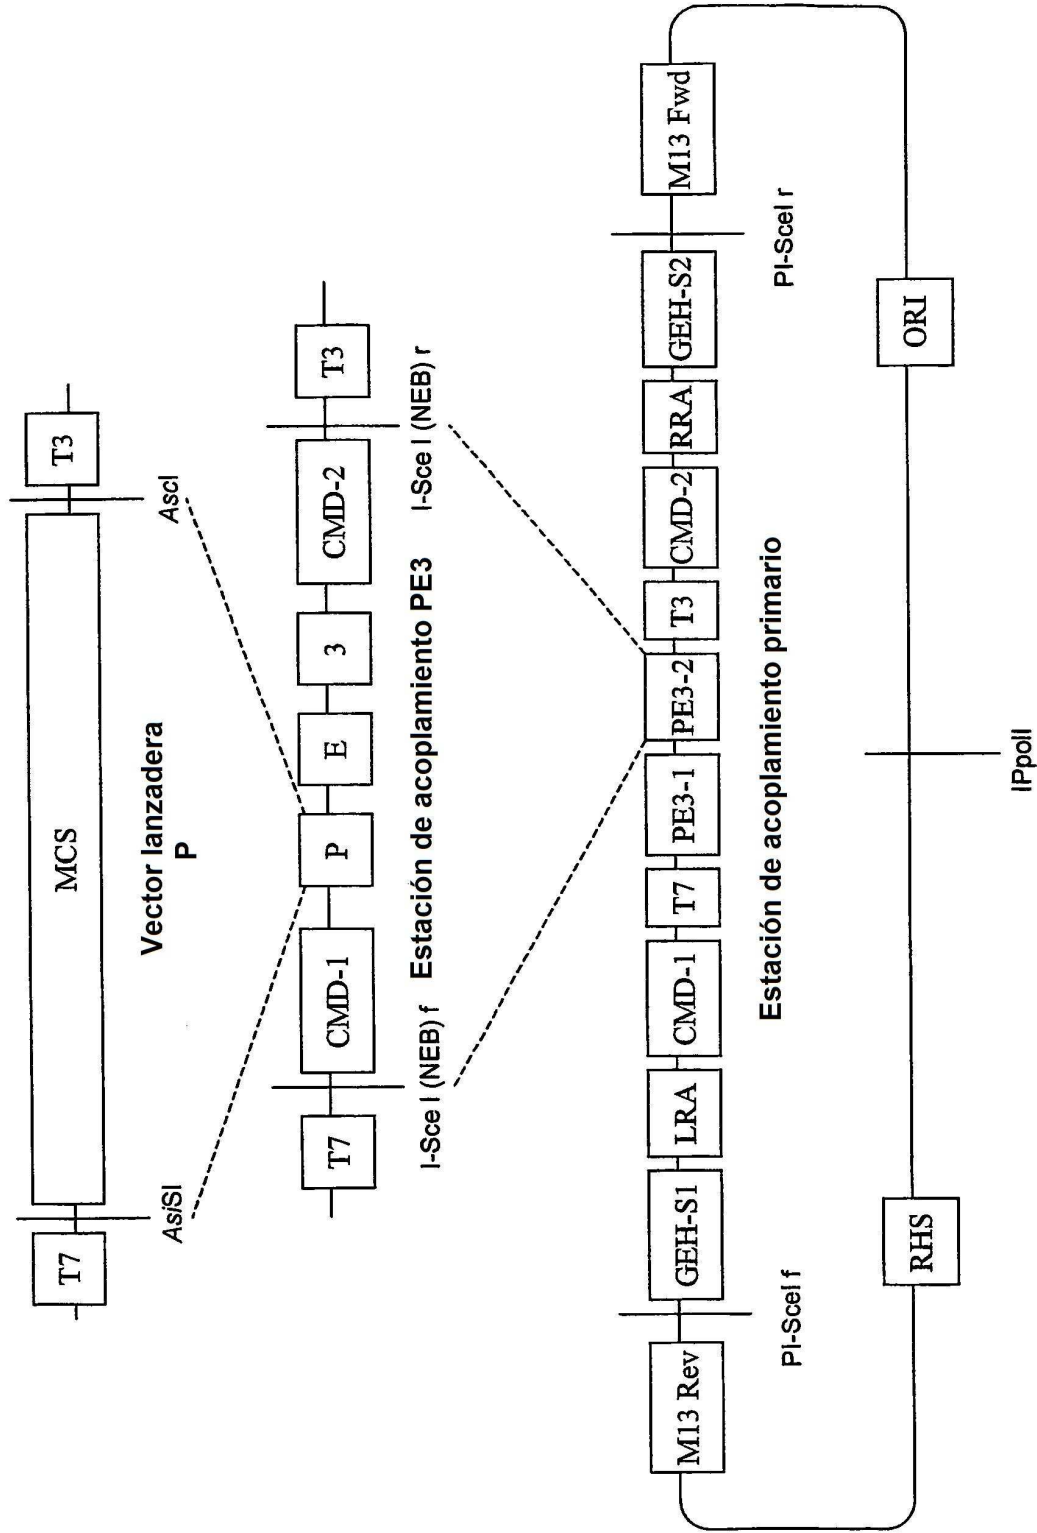 T7
MCS
T3
AsiSI
AscI
Vector lanzadera
P
T7
CMD-1
P
E
3
CMD-2
T3
I-Sce I (NEB) f
Estación de acoplamiento PE3
I-Sce I (NEB) r
M13 Rev
GEH-S1
LRA
CMD-1
T7
PE3-1
PE3-2
T3
CMD-2
RRA
GEH-S2
M13 Fwd
PI-SceI f
Estación de acoplamiento primario
PI-SceI r
RHS
ORI
IPpoII